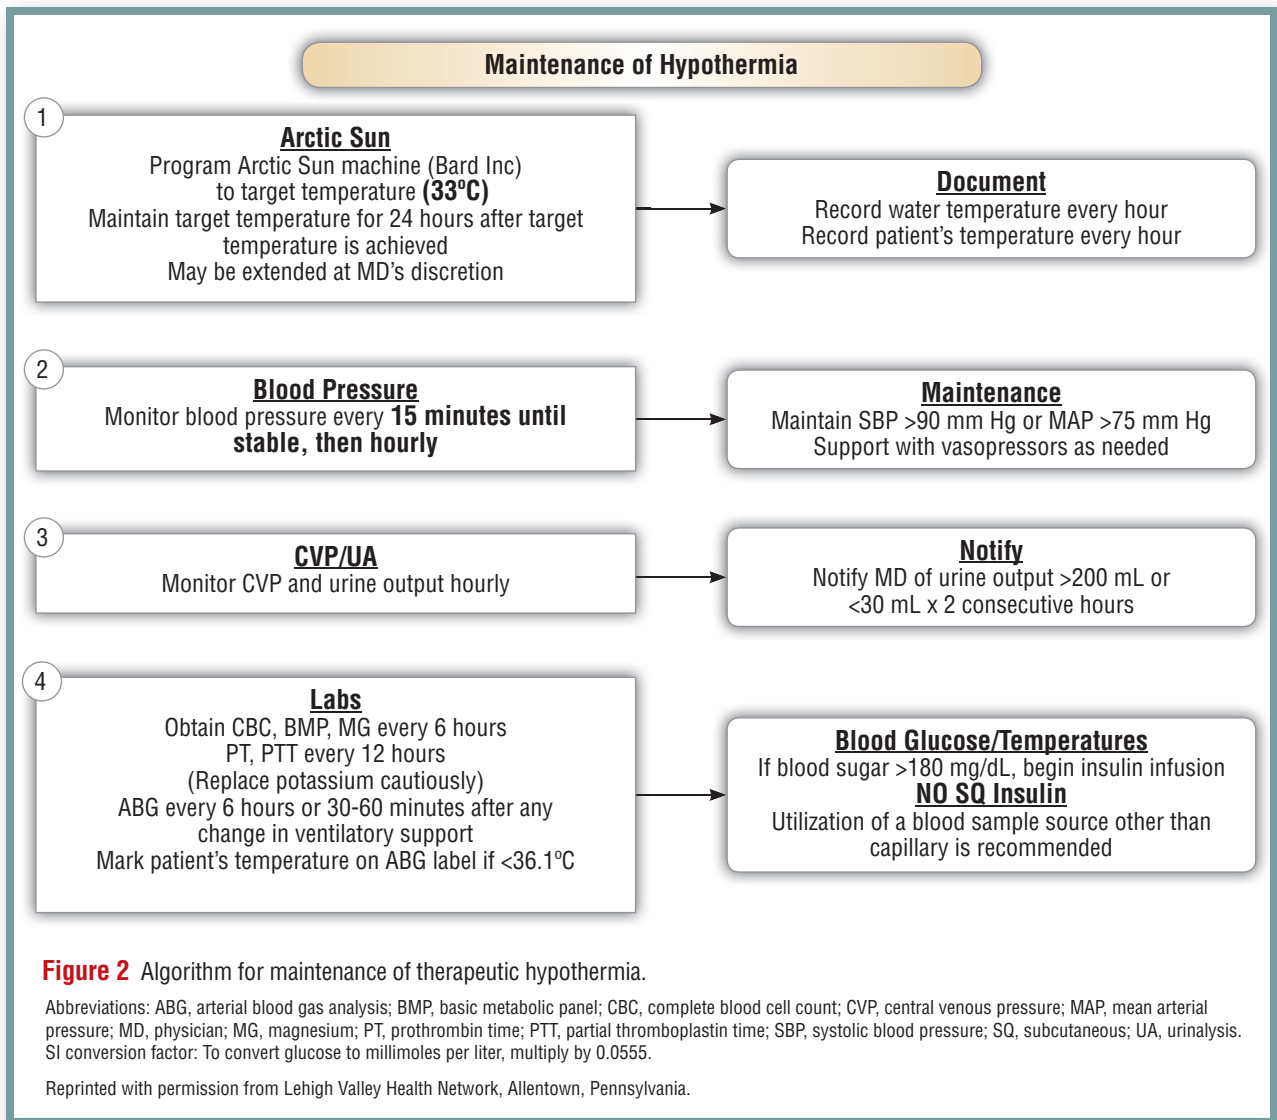 Maintenance of Hypothermia
1
Arctic Sun
Program Arctic Sun machine (Bard Inc)
to target temperature (33ºC)
Maintain target temperature for 24 hours after target
temperature is achieved
May be extended at MD’s discretion
Document
Record water temperature every hour
Record patient’s temperature every hour
2
Blood Pressure
Monitor blood pressure every 15 minutes until
stable, then hourly
Maintenance
Maintain SBP >90 mm Hg or MAP >75 mm Hg
Support with vasopressors as needed
3
CVP/UA
Monitor CVP and urine output hourly
Notify
Notify MD of urine output >200 mL or
<30 mL x 2 consecutive hours
4
Labs
Obtain CBC, BMP, MG every 6 hours
PT, PTT every 12 hours
(Replace potassium cautiously)
ABG every 6 hours or 30-60 minutes after any
change in ventilatory support
Mark patient’s temperature on ABG label if <36.1ºC
Blood Glucose/Temperatures
If blood sugar >180 mg/dL, begin insulin infusion
NO SQ Insulin
Utilization of a blood sample source other than
capillary is recommended
Figure 2 Algorithm for maintenance of therapeutic hypothermia.
Abbreviations: ABG, arterial blood gas analysis; BMP, basic metabolic panel; CBC, complete blood cell count; CVP, central venous pressure; MAP, mean arterial
pressure; MD, physician; MG, magnesium; PT, prothrombin time; PTT, partial thromboplastin time; SBP, systolic blood pressure; SQ, subcutaneous; UA, urinalysis.
SI conversion factor: To convert glucose to millimoles per liter, multiply by 0.0555.
Reprinted with permission from Lehigh Valley Health Network, Allentown, Pennsylvania.